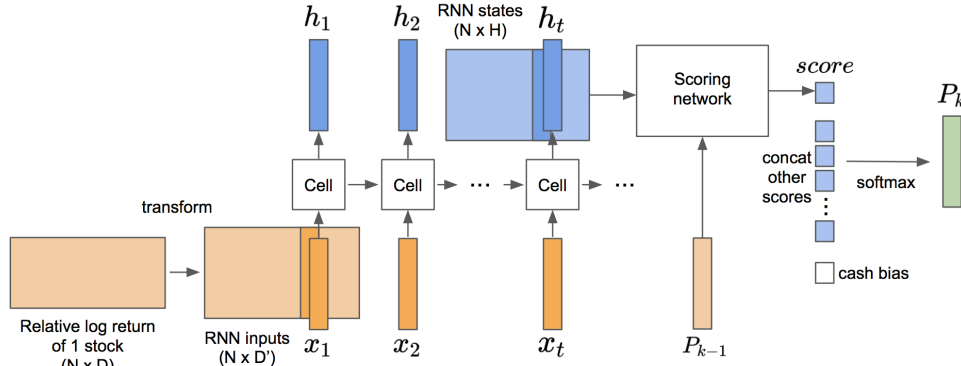 h₁
h₂
RNN states
(N x H)
hₜ
Scoring
network
score
Pₖ
Cell
Cell
...
Cell
...
concat
other
scores
softmax
transform
cash bias
Relative log return
of 1 stock
(N x D)
RNN inputs
(N x D')
x₁
x₂
xₜ
Pₖ₋₁